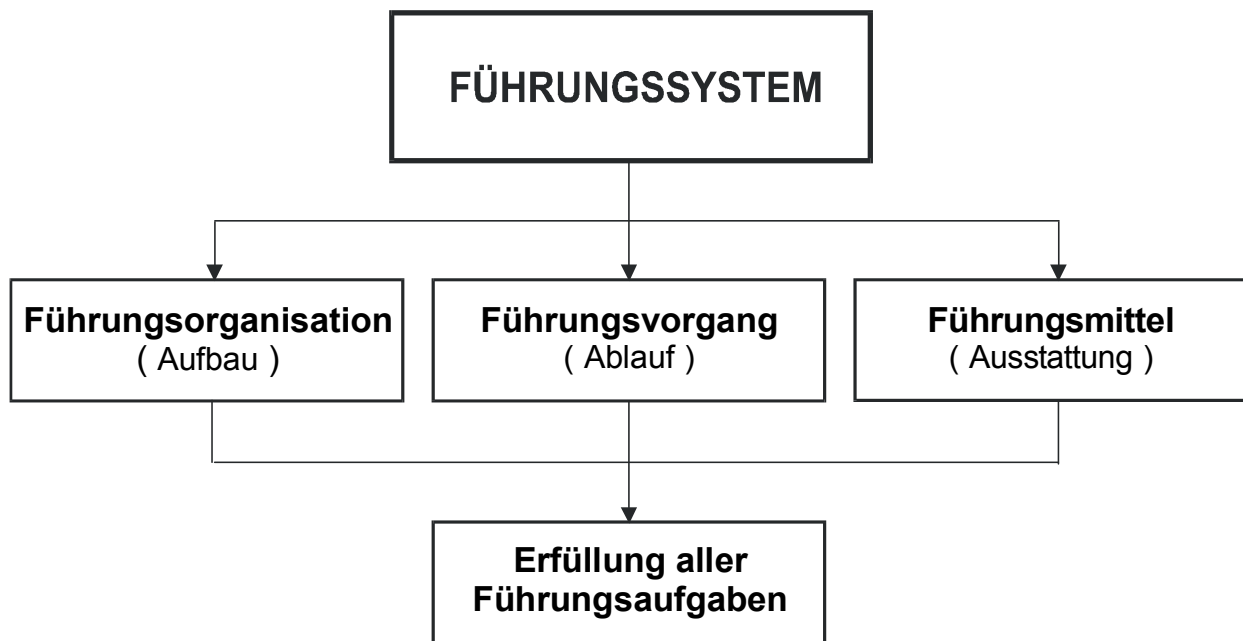 FÜHRUNGSSYSTEM
Führungsorganisation
( Aufbau )
Führungsvorgang
( Ablauf )
Führungsmittel
( Ausstattung )
Erfüllung aller
Führungsaufgaben